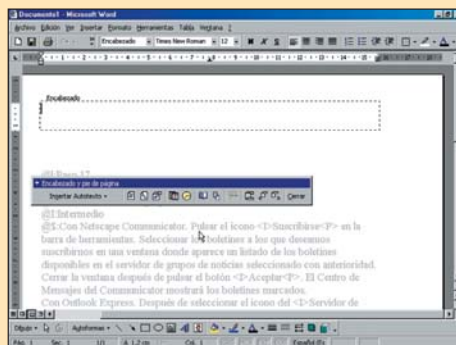 Documento1 - Microsoft Word
Archivo Edición Ver Insertar Formato Herramientas Tabla Ventana ?
Encabezado Times New Roman 12 N K S
Encabezado
@I:Paso 17
Encabezado y pie de página
Insertar Autotexto Cerrar
@I:Intermedio
@$:Con Netscape Communicator. Pulsar el icono <I>Suscribirse<P> en la
barra de herramientas. Seleccionar los boletines a los que deseamos
suscribirnos en una ventana donde aparece un listado de los boletines
disponibles en el servidor de grupos de noticias seleccionado con anterioridad.
Cerrar la ventana después de pulsar el botón <I>Aceptar<P>. El Centro de
Mensajes del Communicator mostrará los boletines marcados.
Con Outlook Express. Después de seleccionar el icono del <I>Servidor de
Dibujo Autoformas
Pág. 1 Sec. 1 1/1 A 1,2 cm Col. 1 Español (Es